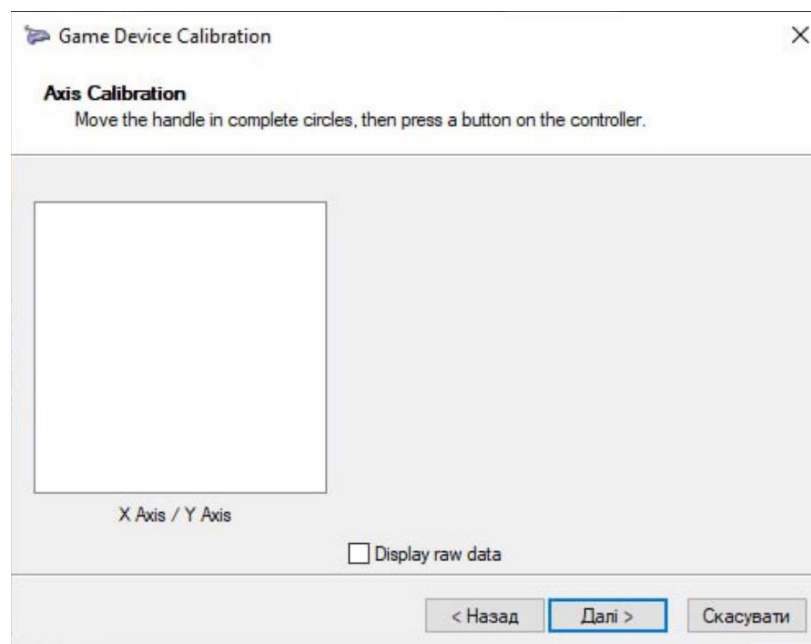 Game Device Calibration
Axis Calibration
Move the handle in complete circles, then press a button on the controller.
X Axis / Y Axis
Display raw data
< Назад
Далі >
Скасувати